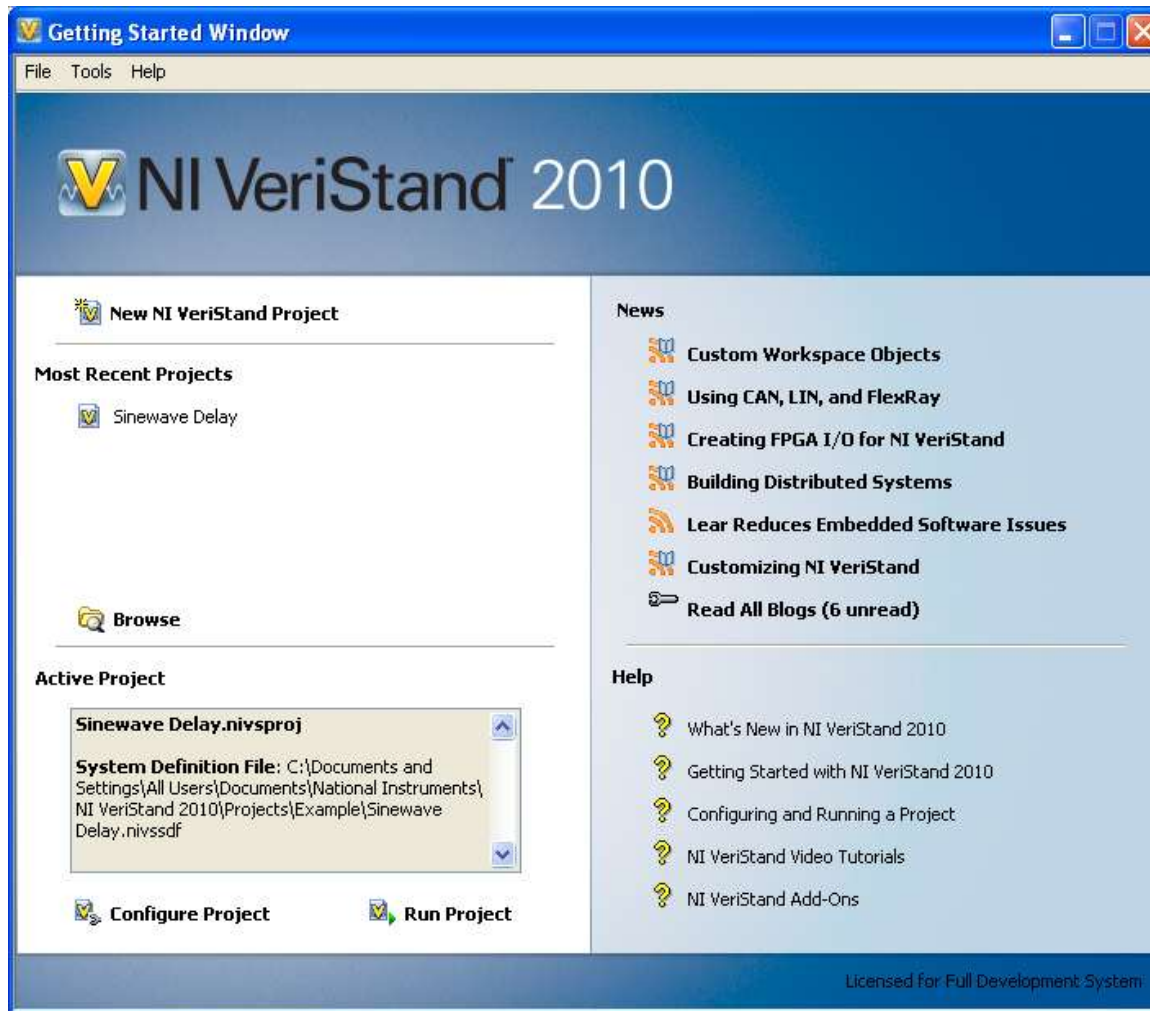 Getting Started Window
File Tools Help
NI VeriStand™ 2010
New NI VeriStand Project
Most Recent Projects
Sinewave Delay
Browse
Active Project
Sinewave Delay.nivsproj
System Definition File: C:\Documents and
Settings\All Users\Documents\National Instruments\
NI VeriStand 2010\Projects\Example\Sinewave
Delay.nivssdf
Configure Project
Run Project
News
Custom Workspace Objects
Using CAN, LIN, and FlexRay
Creating FPGA I/O for NI VeriStand
Building Distributed Systems
Lear Reduces Embedded Software Issues
Customizing NI VeriStand
Read All Blogs (6 unread)
Help
What's New in NI VeriStand 2010
Getting Started with NI VeriStand 2010
Configuring and Running a Project
NI VeriStand Video Tutorials
NI VeriStand Add-Ons
Licensed for Full Development System